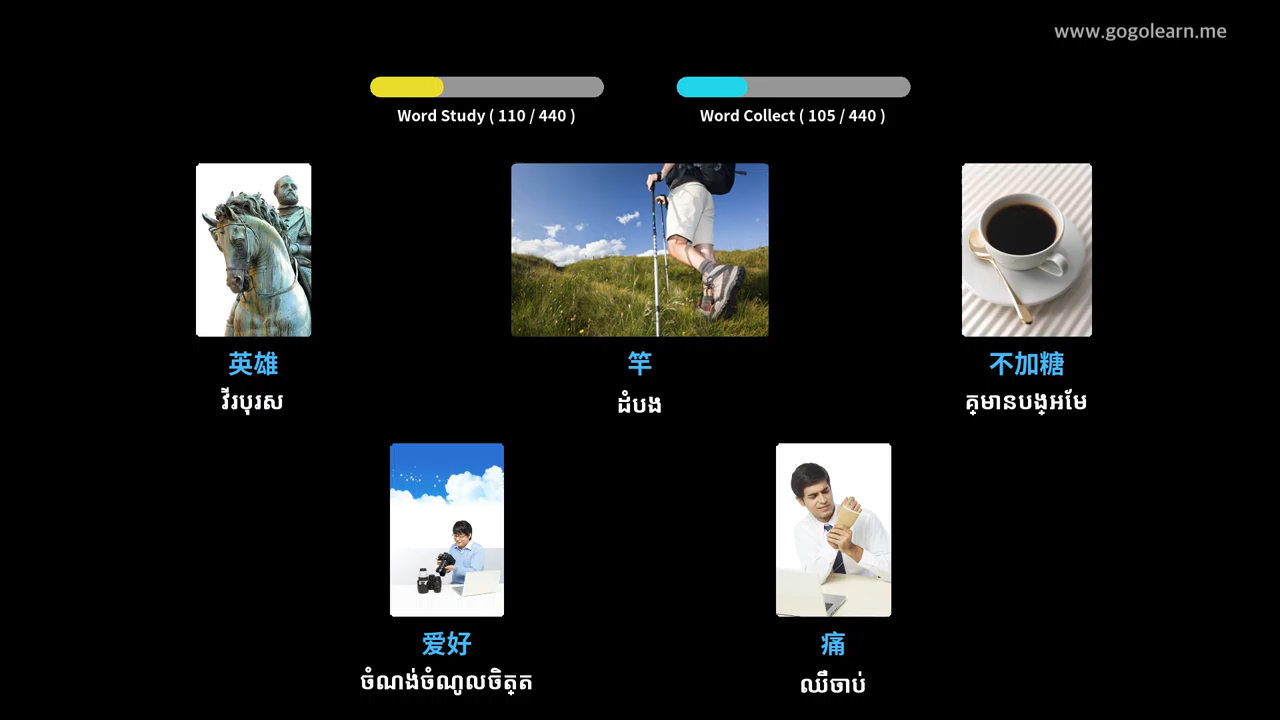 www.gogolearn.me
Word Study ( 110 / 440 )
Word Collect ( 105 / 440 )
英雄
វីរបុរស
竿
ដំបង
不加糖
គ្មានបង្អមែ
爱好
ចំណង់ចំណូលចិត្ត
痛
ឈឺចាប់